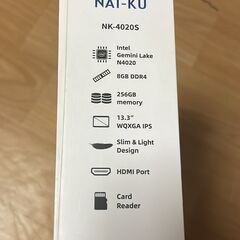 NAI-KU
NK-4020S
Intel
Gemini Lake
N4020
8GB DDR4
256GB
memory
13.3"
WQXGA IPS
Slim & Light
Design
HDMI Port
Card
Reader